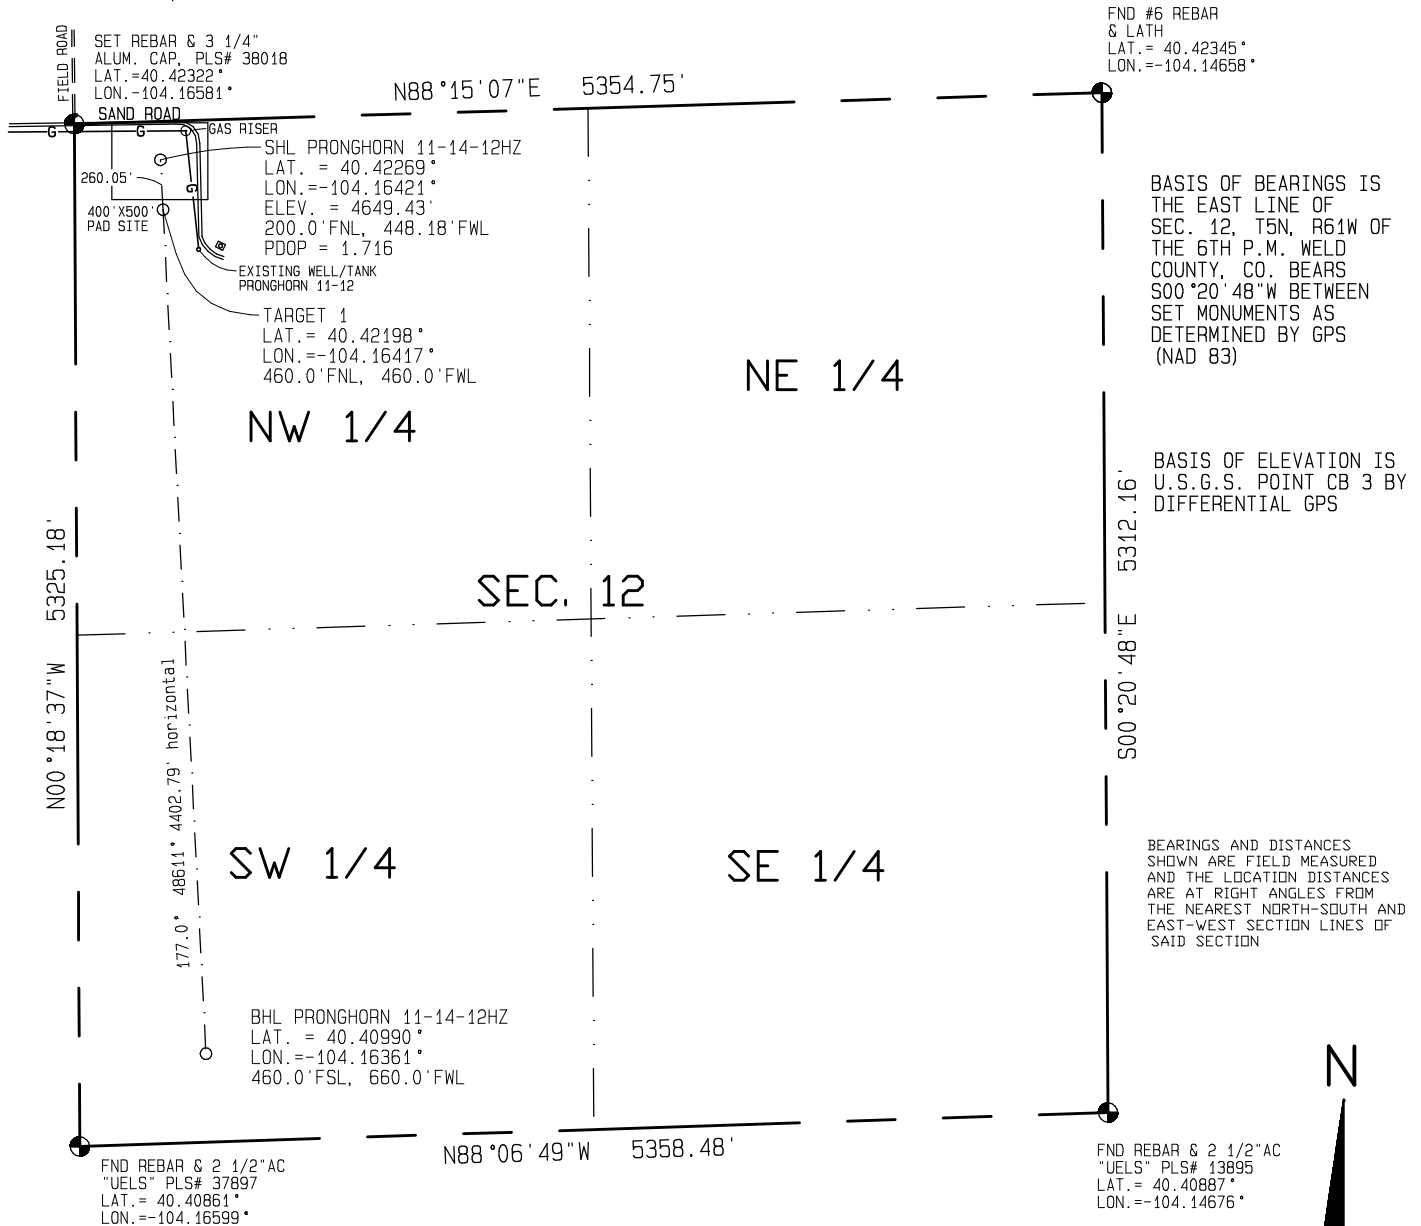 FND #6 REBAR
& LATH
LAT.= 40.42345°
LON.=-104.14658°
FIELD ROAD
SET REBAR & 3 1/4"
ALUM. CAP, PLS# 38018
LAT.=40.42322°
LON.-104.16581°
N88°15'07"E 5354.75'
SAND ROAD
G
G
GAS RISER
SHL PRONGHORN 11-14-12HZ
LAT. = 40.42269°
LON.=-104.16421°
ELEV. = 4649.43'
200.0'FNL, 448.18'FWL
PDOP = 1.716
260.05'
G
400'X500'
PAD SITE
EXISTING WELL/TANK
PRONGHORN 11-12
TARGET 1
LAT.= 40.42198°
LON.=-104.16417°
460.0'FNL, 460.0'FWL
BASIS OF BEARINGS IS
THE EAST LINE OF
SEC. 12, T5N, R61W OF
THE 6TH P.M. WELD
COUNTY, CO. BEARS
S00°20'48"W BETWEEN
SET MONUMENTS AS
DETERMINED BY GPS
(NAD 83)
NE 1/4
NW 1/4
BASIS OF ELEVATION IS
U.S.G.S. POINT CB 3 BY
DIFFERENTIAL GPS
N00°18'37"W 5325.18'
SEC. 12
S00°20'48"E 5312.16'
177.0° 48611° 4402.79' horizontal
SW 1/4
SE 1/4
BEARINGS AND DISTANCES
SHOWN ARE FIELD MEASURED
AND THE LOCATION DISTANCES
ARE AT RIGHT ANGLES FROM
THE NEAREST NORTH-SOUTH AND
EAST-WEST SECTION LINES OF
SAID SECTION
BHL PRONGHORN 11-14-12HZ
LAT. = 40.40990°
LON.=-104.16361°
460.0'FSL, 660.0'FWL
N
N88°06'49"W 5358.48'
FND REBAR & 2 1/2"AC
"UELS" PLS# 37897
LAT.= 40.40861°
LON.=-104.16599°
FND REBAR & 2 1/2"AC
"UELS" PLS# 13895
LAT.= 40.40887°
LON.=-104.14676°